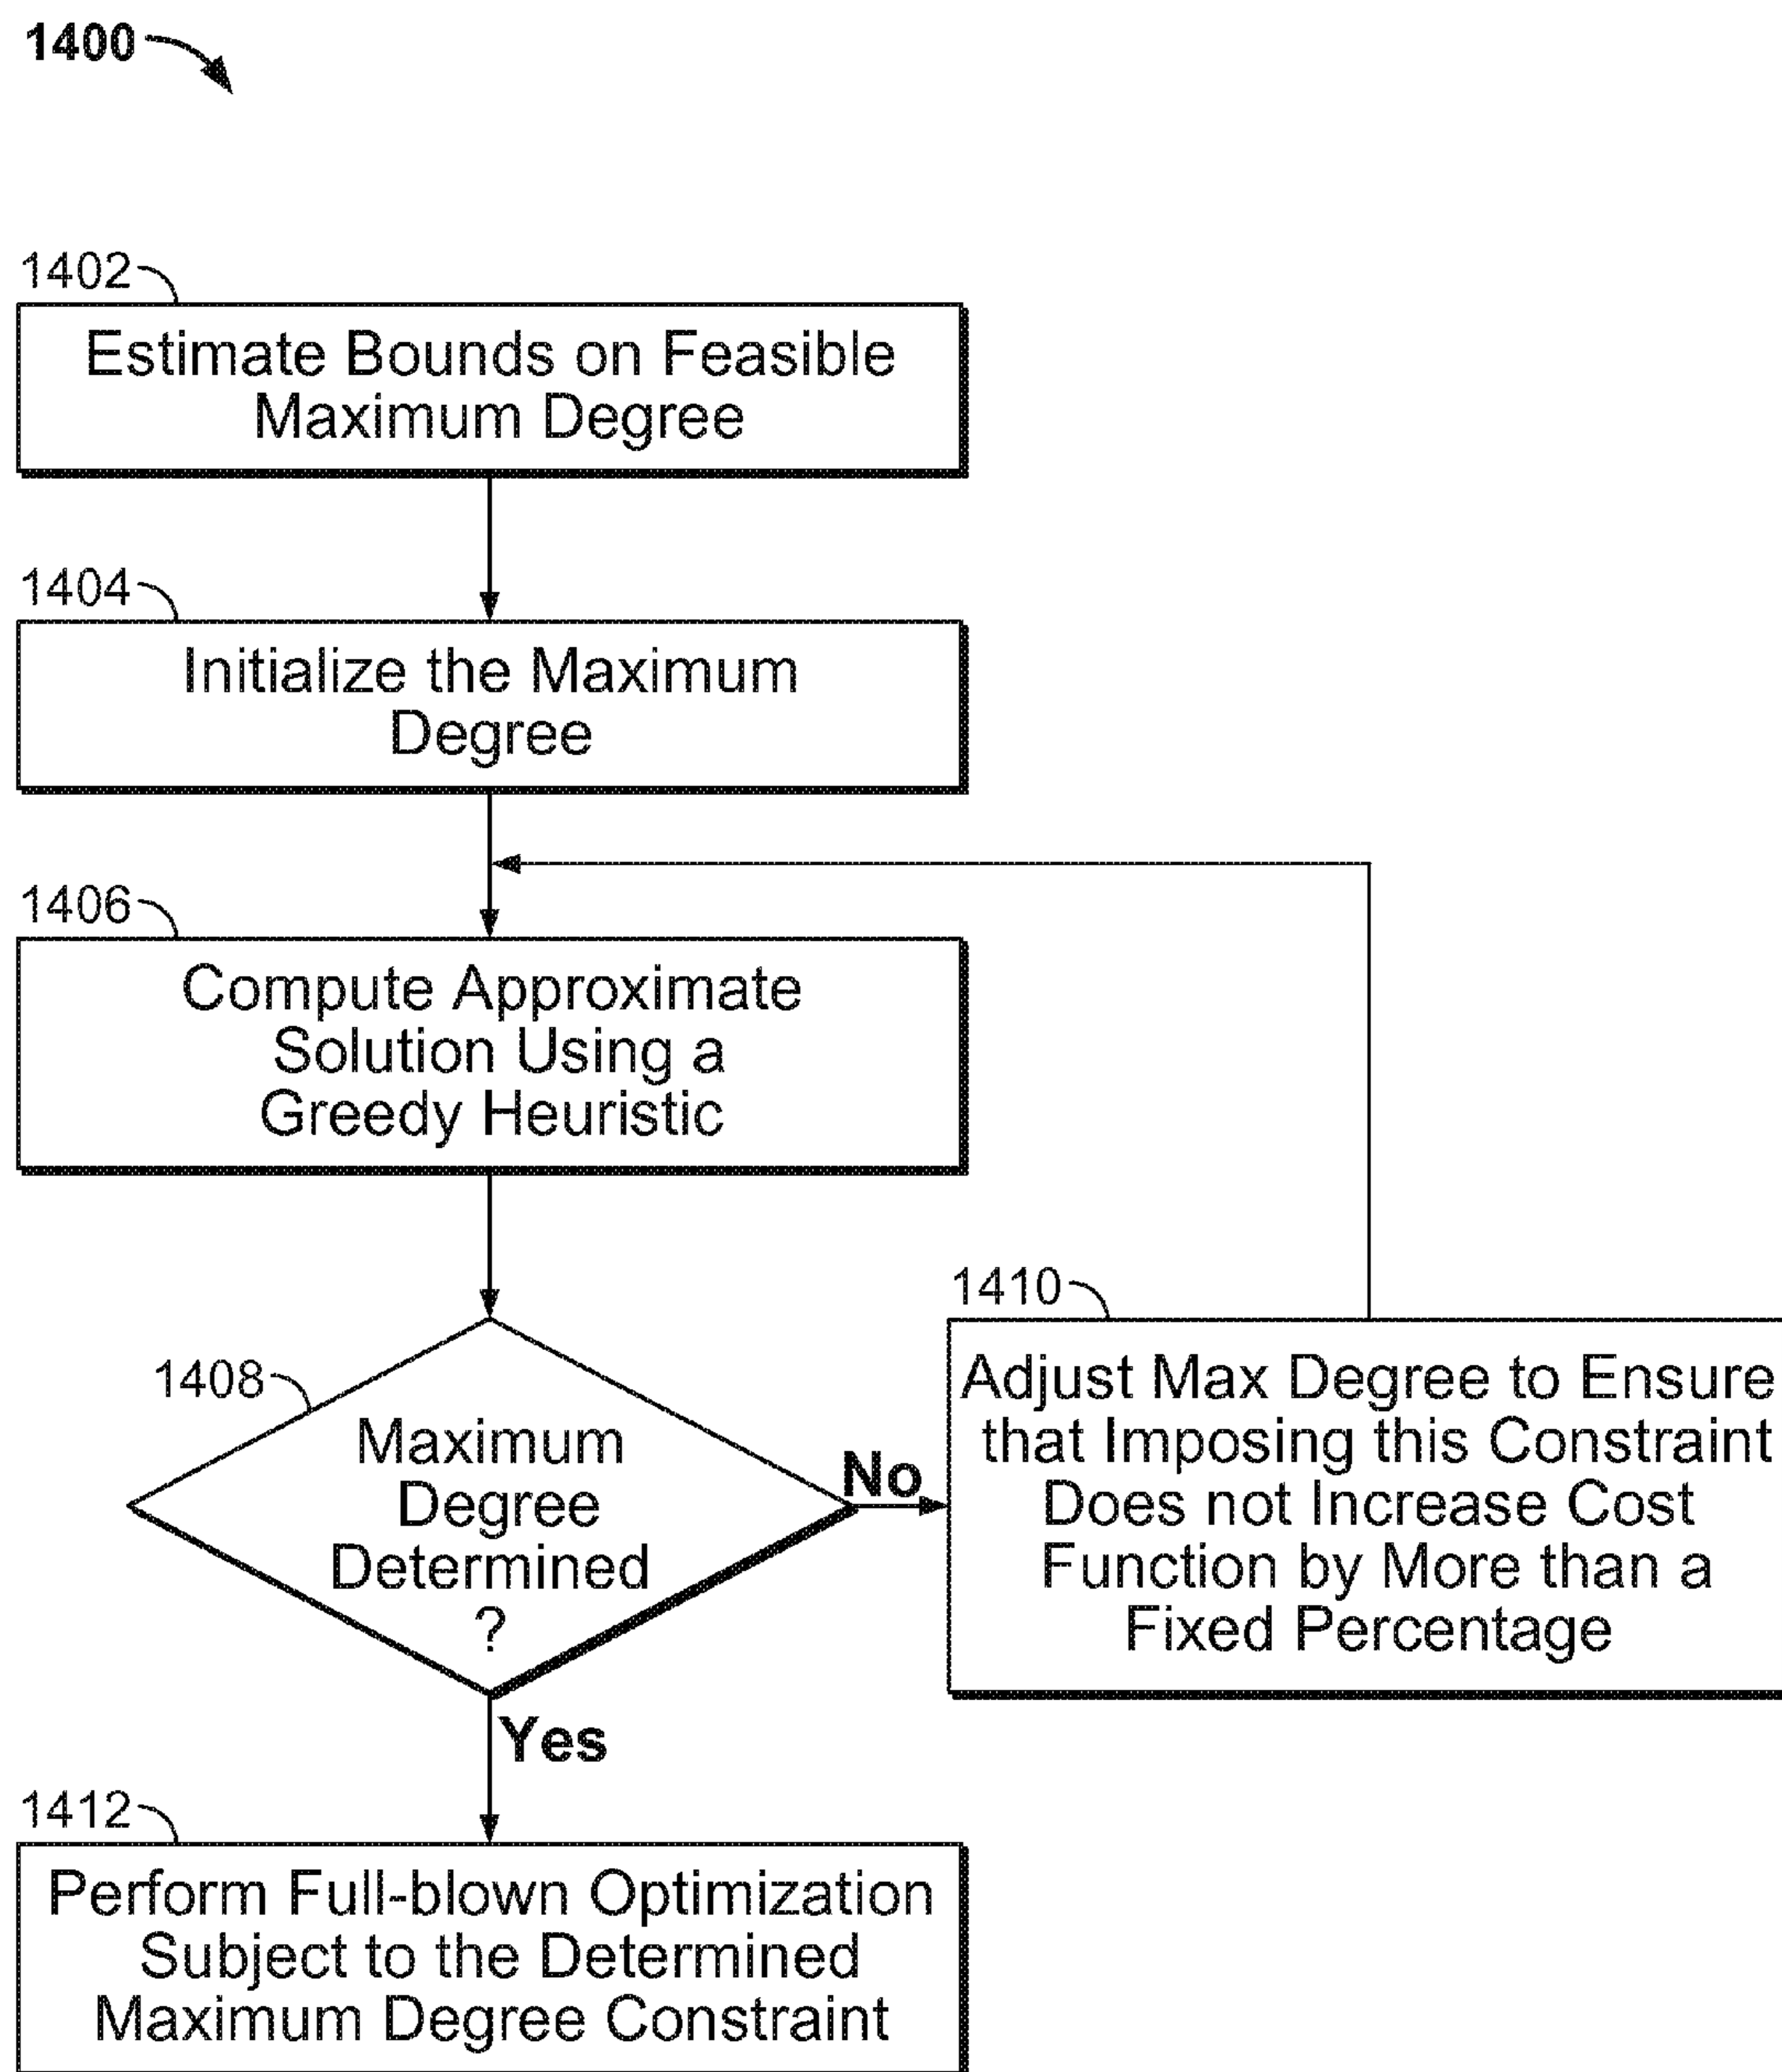 1400
1402
Estimate Bounds on Feasible
Maximum Degree
1404
Initialize the Maximum
Degree
1406
Compute Approximate
Solution Using a
Greedy Heuristic
1408
Maximum
Degree
Determined
?
No
1410
Adjust Max Degree to Ensure
that Imposing this Constraint
Does not Increase Cost
Function by More than a
Fixed Percentage
Yes
1412
Perform Full-blown Optimization
Subject to the Determined
Maximum Degree Constraint